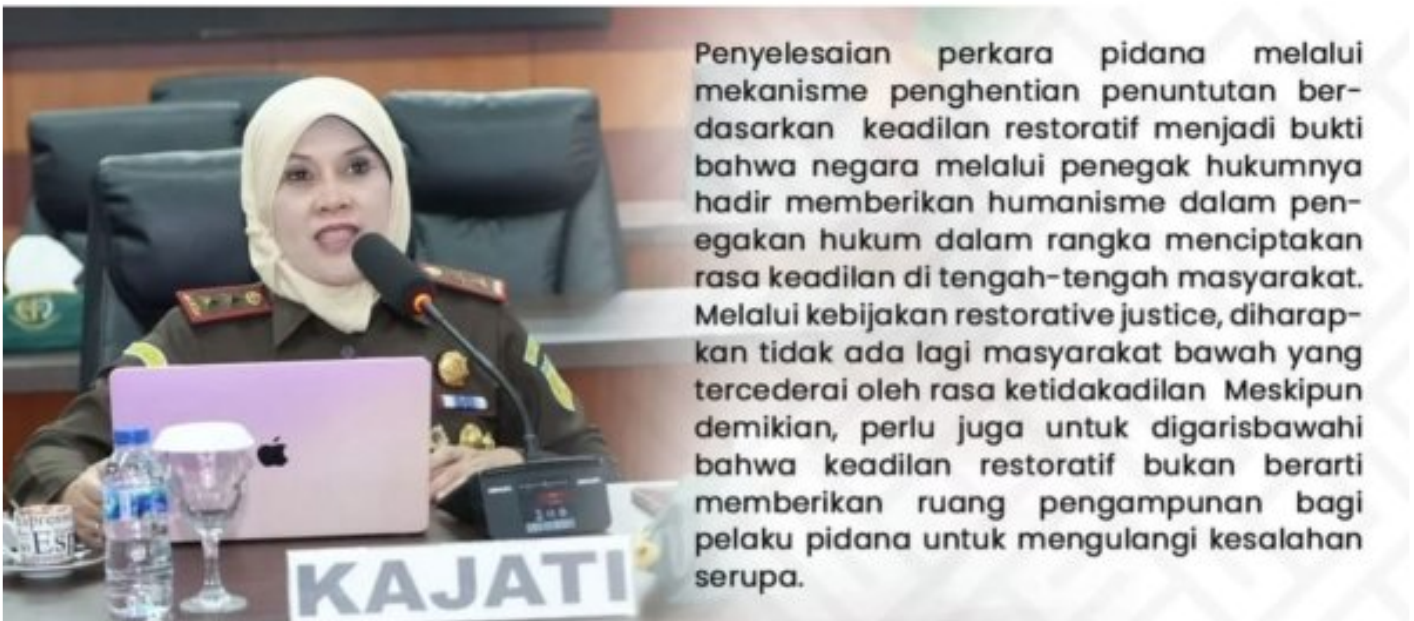 Penyelesaian perkara pidana melalui
mekanisme penghentian penuntutan ber-
dasarkan keadilan restoratif menjadi bukti
bahwa negara melalui penegak hukumnya
hadir memberikan humanisme dalam pen-
egakan hukum dalam rangka menciptakan
rasa keadilan di tengah-tengah masyarakat.
Melalui kebijakan restorative justice, diharap-
kan tidak ada lagi masyarakat bawah yang
tercederai oleh rasa ketidakadilan Meskipun
demikian, perlu juga untuk digarisbawahi
bahwa keadilan restoratif bukan berarti
memberikan ruang pengampunan bagi
pelaku pidana untuk mengulangi kesalahan
serupa.
KAJATI